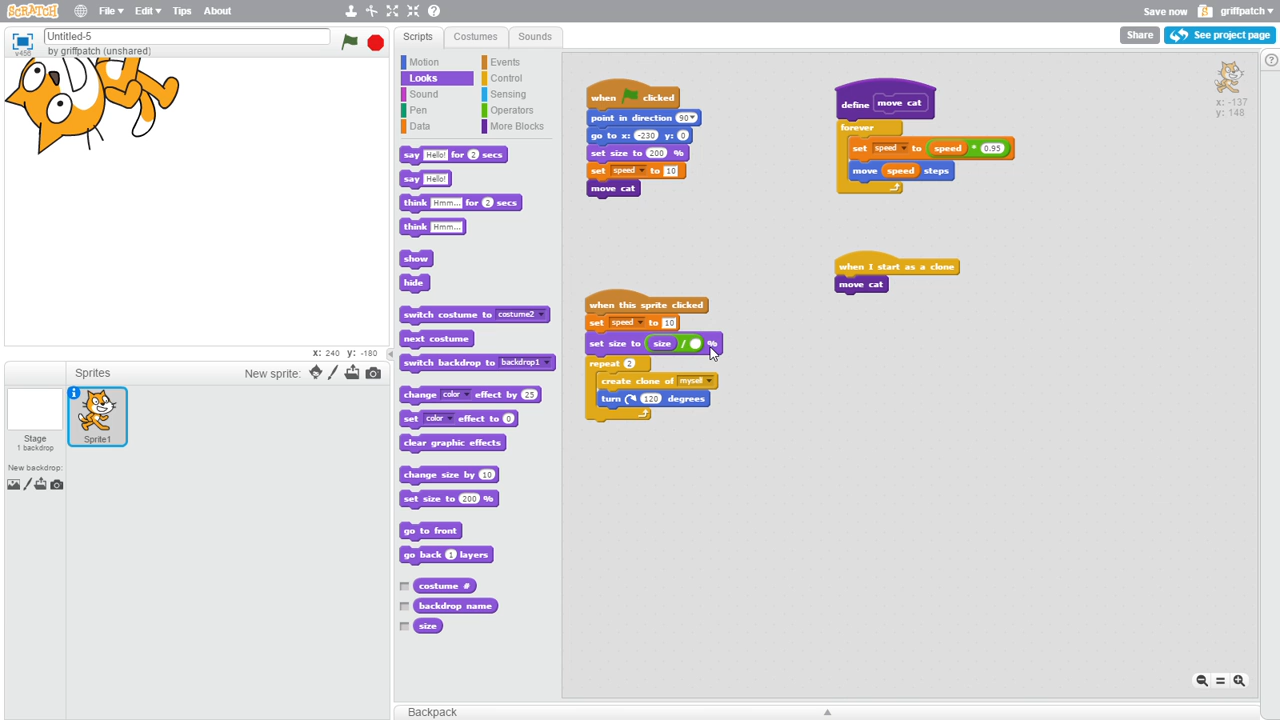 SCRATCH File Edit Tips About Save now griffpatch
v456 Untitled-5
by griffpatch (unshared)
Scripts Costumes Sounds Share See project page
Motion Events
Looks Control
Sound Sensing
Pen Operators
Data More Blocks
say Hello! for 2 secs
say Hello!
think Hmm... for 2 secs
think Hmm...
show
hide
switch costume to costume2
next costume
switch backdrop to backdrop1
change color effect by 25
set color effect to 0
clear graphic effects
change size by 10
set size to 200 %
go to front
go back 1 layers
costume #
backdrop name
size
when clicked
point in direction 90
go to x: -230 y: 0
set size to 200 %
set speed to 10
move cat
when this sprite clicked
set speed to 10
set size to size / %
repeat 2
create clone of myself
turn 120 degrees
define move cat
forever
set speed to speed * 0.95
move speed steps
when I start as a clone
move cat
x: -137
y: 148
x: 240 y: -180
Sprites New sprite:
Sprite1
Stage
1 backdrop
New backdrop:
Backpack